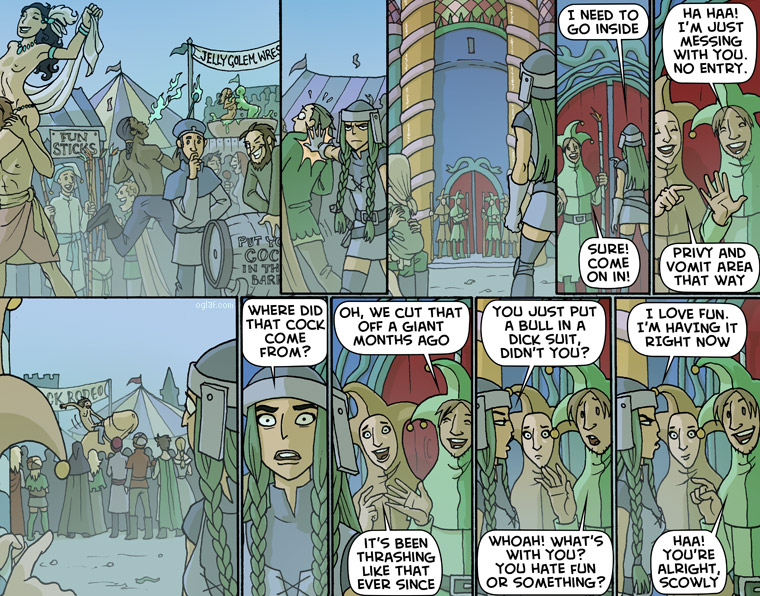 JELLY GOLEM WRES
FUN
STICKS
PUT YO
COC
IN TH
BAR
I NEED TO
GO INSIDE
SURE!
COME
ON IN!
HA HAA!
I'M JUST
MESSING
WITH YOU.
NO ENTRY.
PRIVY AND
VOMIT AREA
THAT WAY
oglaf.com
CK RODEO
WHERE DID
THAT COCK
COME
FROM?
OH, WE CUT THAT
OFF A GIANT
MONTHS AGO
IT'S BEEN
THRASHING
LIKE THAT
EVER SINCE
YOU JUST PUT
A BULL IN A
DICK SUIT,
DIDN'T YOU?
WHOAH! WHAT'S
WITH YOU?
YOU HATE FUN
OR SOMETHING?
I LOVE FUN.
I'M HAVING IT
RIGHT NOW
HAA!
YOU'RE
ALRIGHT,
SCOWLY